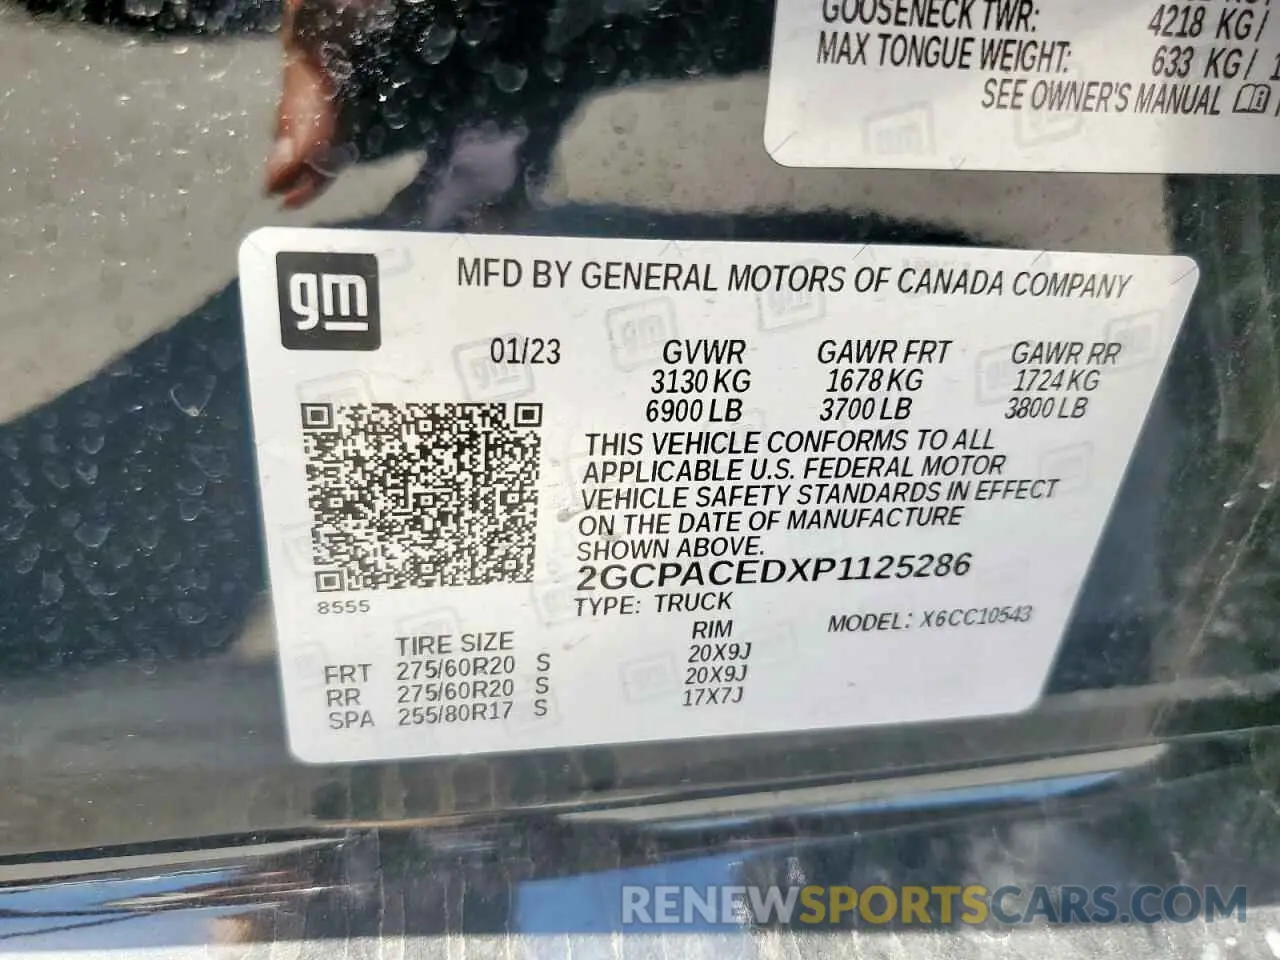 GOOSENECK TWR: 4218 KG/
MAX TONGUE WEIGHT: 633 KG/ 1
SEE OWNER'S MANUAL
gm
MFD BY GENERAL MOTORS OF CANADA COMPANY
01/23 GVWR GAWR FRT GAWR RR
3130 KG 1678 KG 1724 KG
6900 LB 3700 LB 3800 LB
THIS VEHICLE CONFORMS TO ALL
APPLICABLE U.S. FEDERAL MOTOR
VEHICLE SAFETY STANDARDS IN EFFECT
ON THE DATE OF MANUFACTURE
SHOWN ABOVE.
2GCPACEDXP1125286
8555
TYPE: TRUCK MODEL: X6CC10543
TIRE SIZE RIM
FRT 275/60R20 S 20X9J
RR 275/60R20 S 20X9J
SPA 255/80R17 S 17X7J
RENEWSPORTSCARS.COM